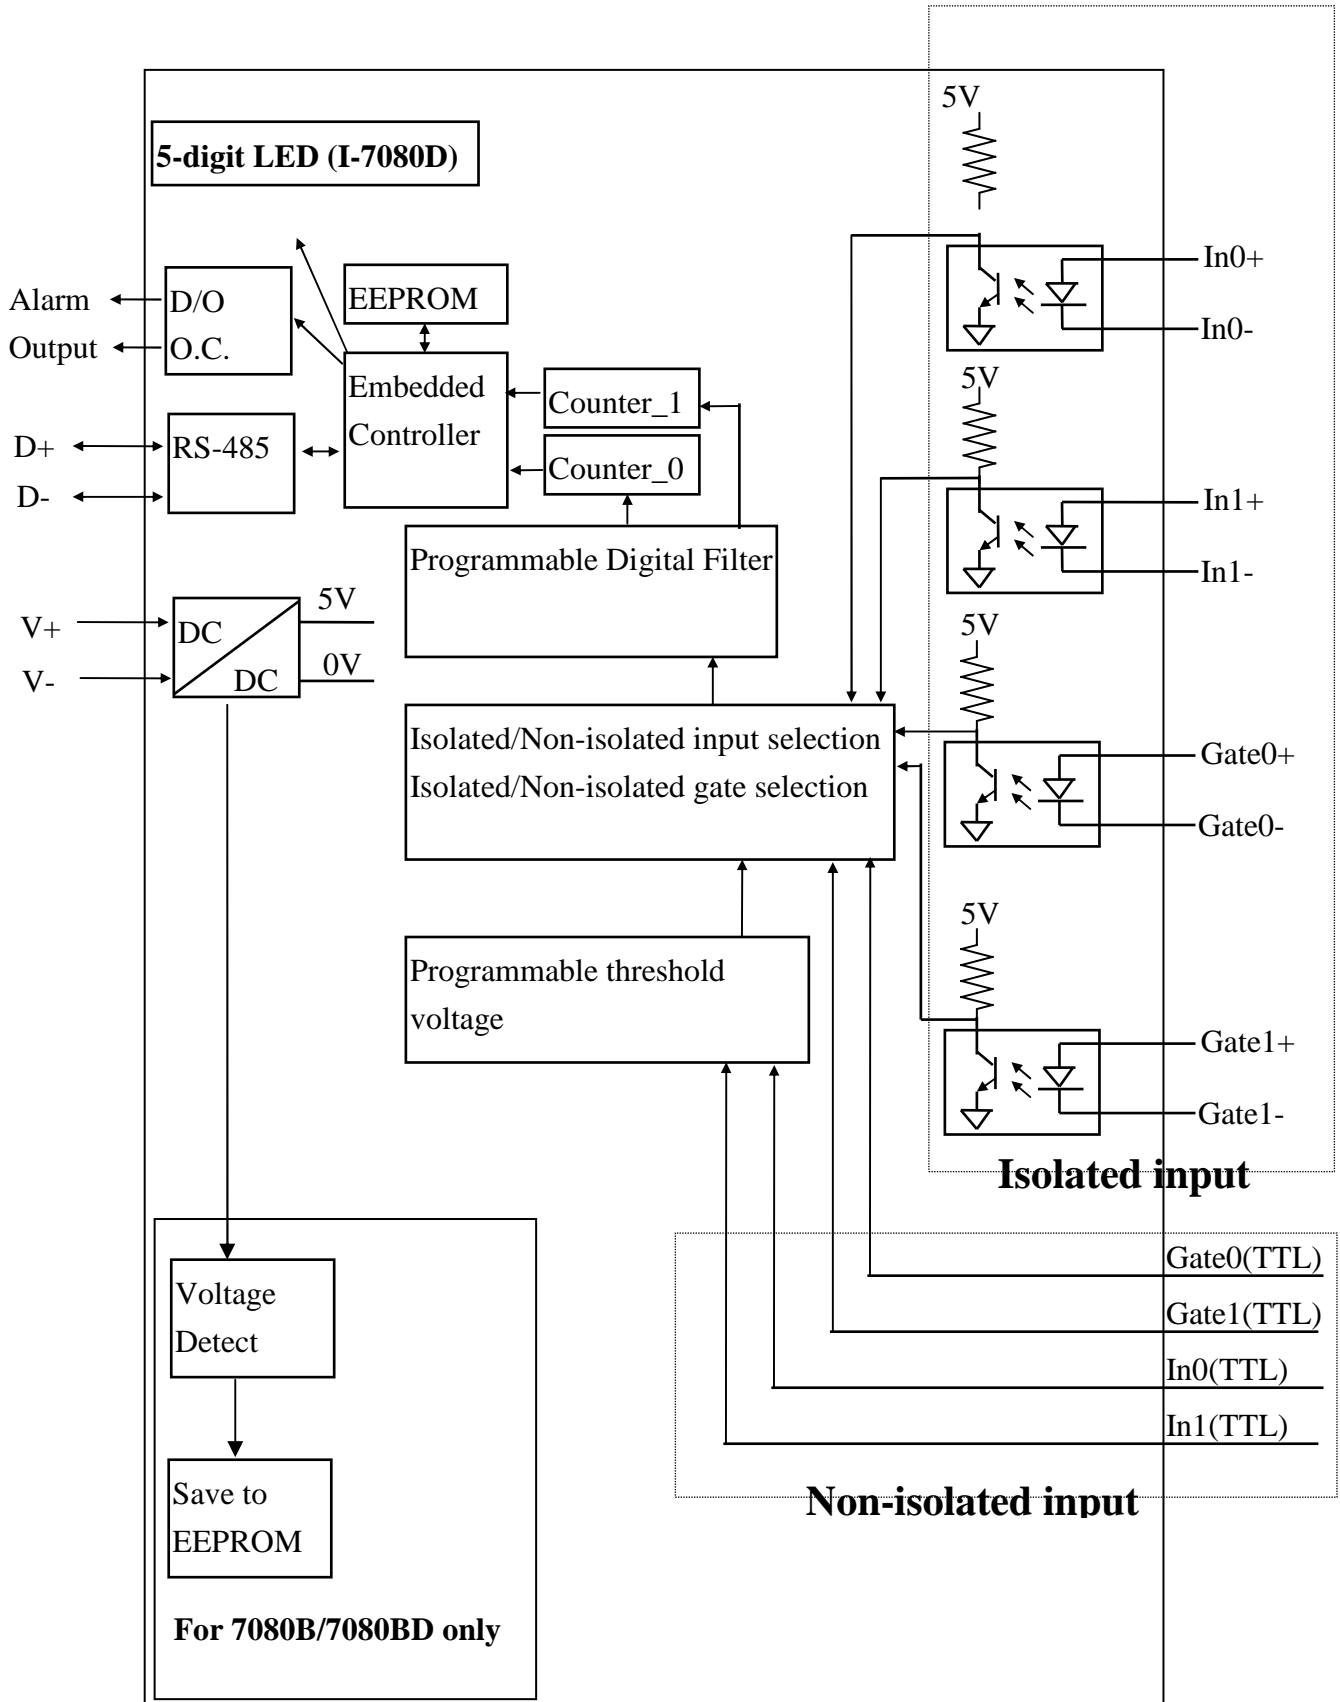 5V
5-digit LED (I-7080D)
In0+
In0-
Alarm
Output
D/O
O.C.
EEPROM
Embedded
Controller
Counter_1
Counter_0
5V
D+
D-
RS-485
In1+
In1-
Programmable Digital Filter
V+
V-
DC
DC
5V
0V
5V
Isolated/Non-isolated input selection
Isolated/Non-isolated gate selection
Gate0+
Gate0-
5V
Programmable threshold
voltage
Gate1+
Gate1-
Isolated input
Gate0(TTL)
Gate1(TTL)
In0(TTL)
In1(TTL)
Non-isolated input
Voltage
Detect
Save to
EEPROM
For 7080B/7080BD only